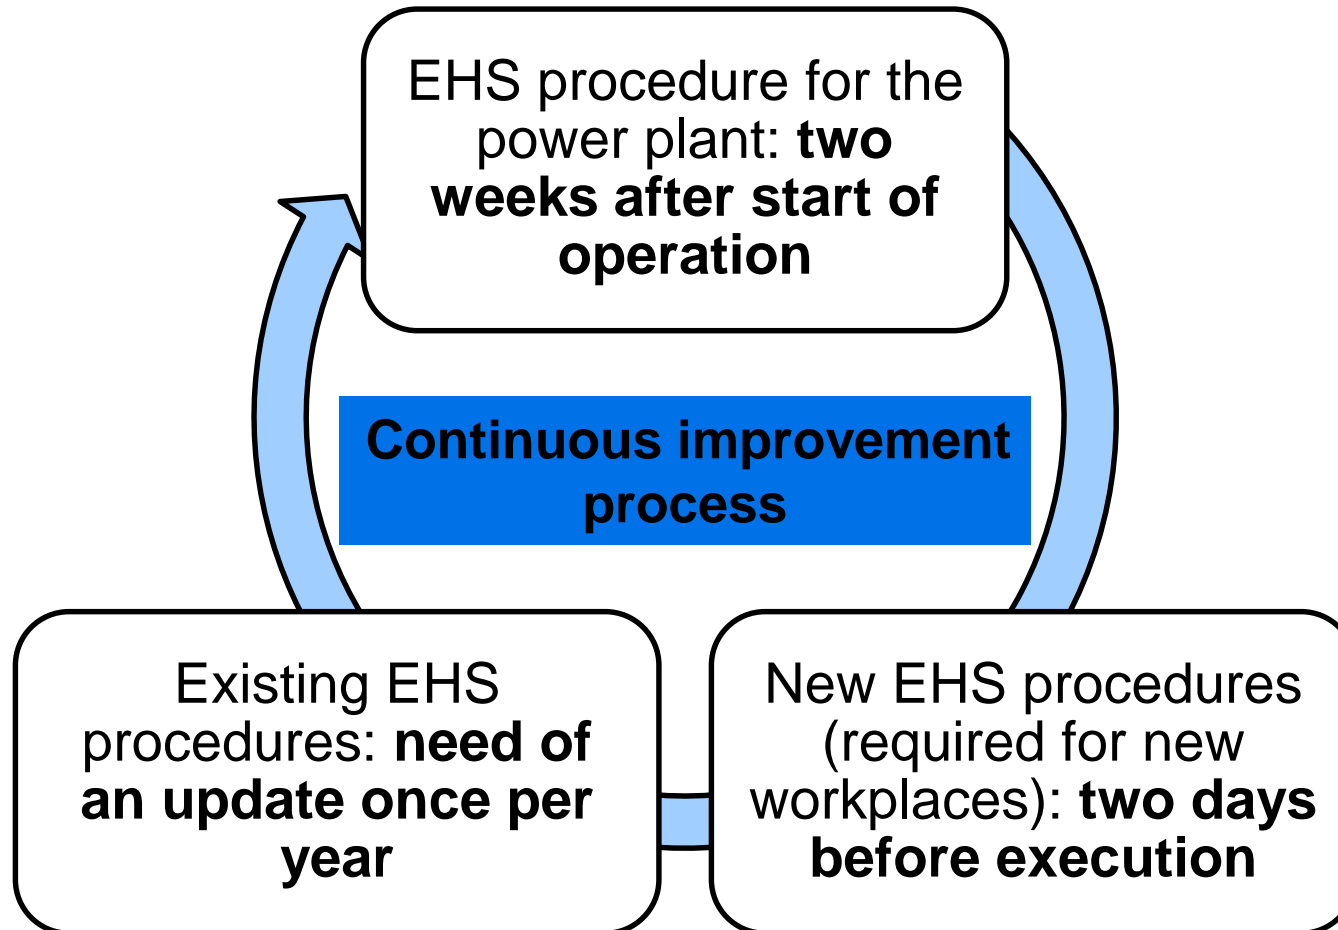 EHS procedure for the
power plant: two
weeks after start of
operation
Continuous improvement
process
Existing EHS
procedures: need of
an update once per
year
New EHS procedures
(required for new
workplaces): two days
before execution